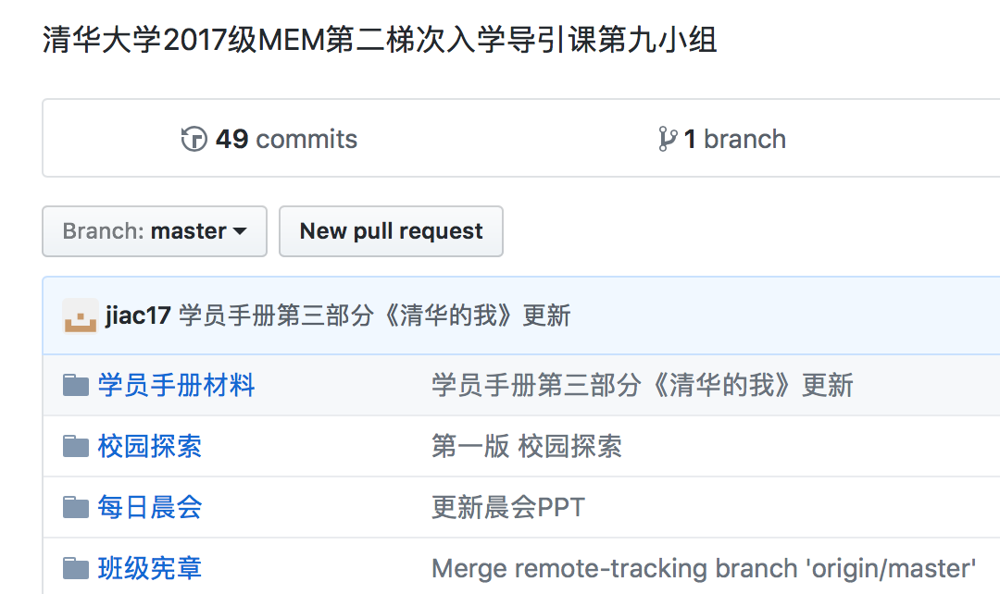 清华大学2017级MEM第二梯次入学导引课第九小组
49 commits 1 branch
Branch: master New pull request
jiac17 学员手册第三部分《清华的我》更新
学员手册材料 学员手册第三部分《清华的我》更新
校园探索 第一版 校园探索
每日晨会 更新晨会PPT
班级宪章 Merge remote-tracking branch 'origin/master'